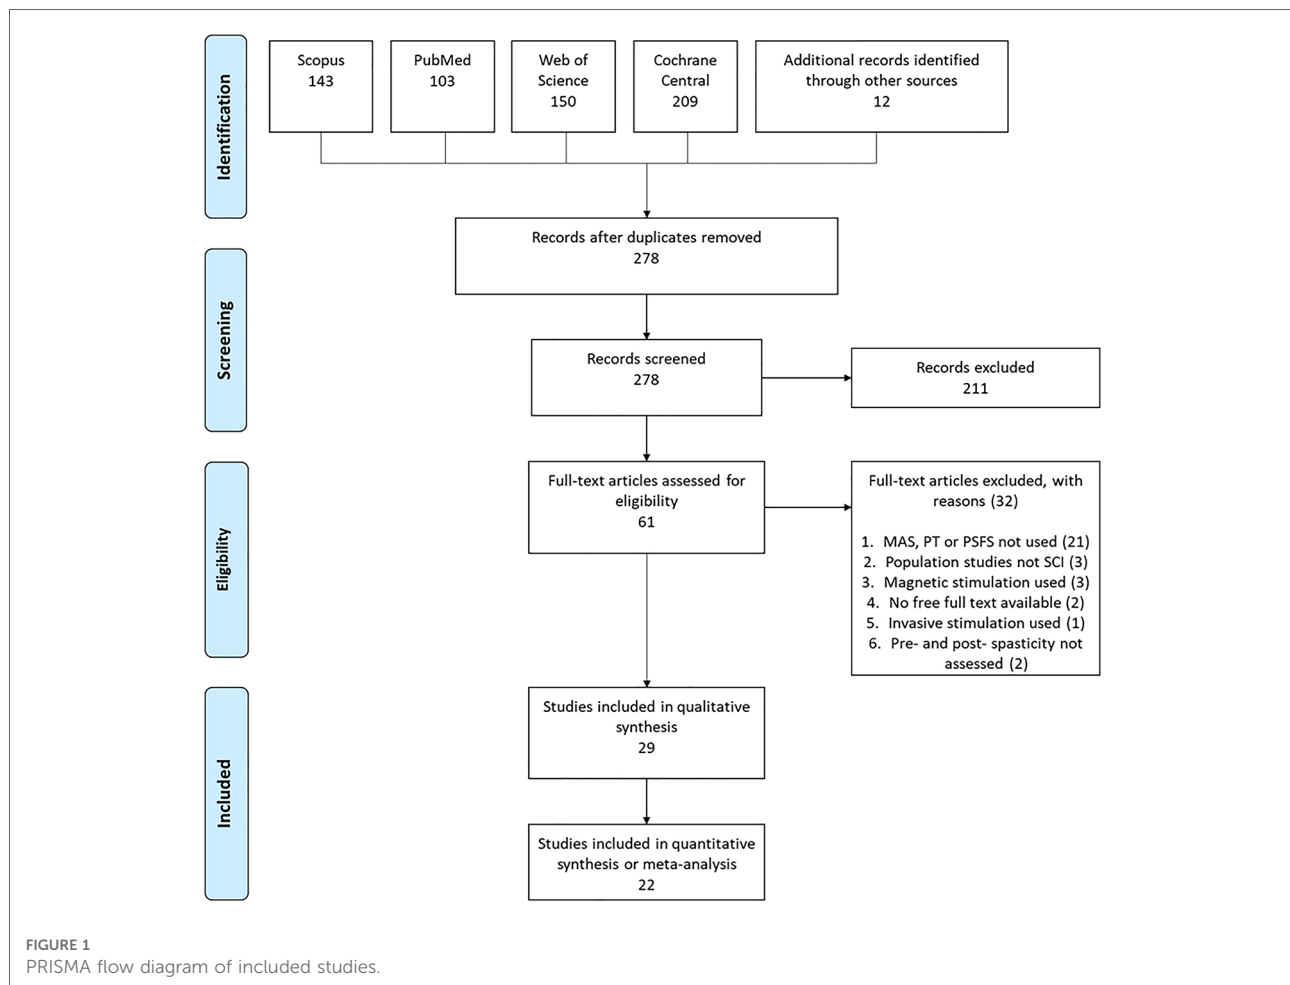 Identification
Scopus
143
PubMed
103
Web of
Science
150
Cochrane
Central
209
Additional records identified
through other sources
12
Records after duplicates removed
278
Screening
Records screened
278
Records excluded
211
Eligibility
Full-text articles assessed for
eligibility
61
Full-text articles excluded, with
reasons (32)
1. MAS, PT or PSFS not used (21)
2. Population studies not SCI (3)
3. Magnetic stimulation used (3)
4. No free full text available (2)
5. Invasive stimulation used (1)
6. Pre- and post- spasticity not
assessed (2)
Included
Studies included in qualitative
synthesis
29
Studies included in quantitative
synthesis or meta-analysis
22
FIGURE 1
PRISMA flow diagram of included studies.